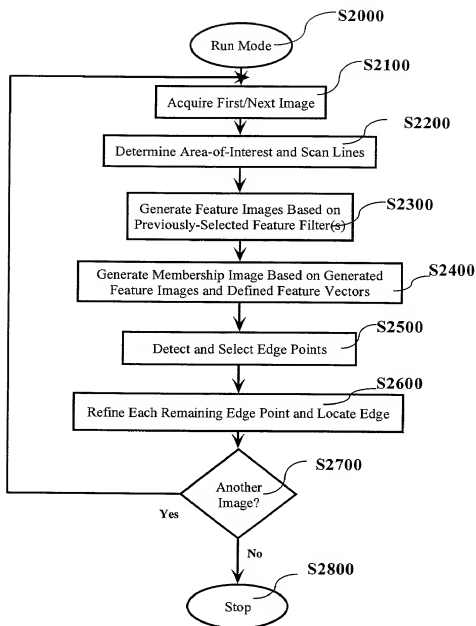 S2000
Run Mode
S2100
Acquire First/Next Image
S2200
Determine Area-of-Interest and Scan Lines
S2300
Generate Feature Images Based on
Previously-Selected Feature Filter(s)
S2400
Generate Membership Image Based on Generated
Feature Images and Defined Feature Vectors
S2500
Detect and Select Edge Points
S2600
Refine Each Remaining Edge Point and Locate Edge
S2700
Another
Image?
Yes
No
S2800
Stop